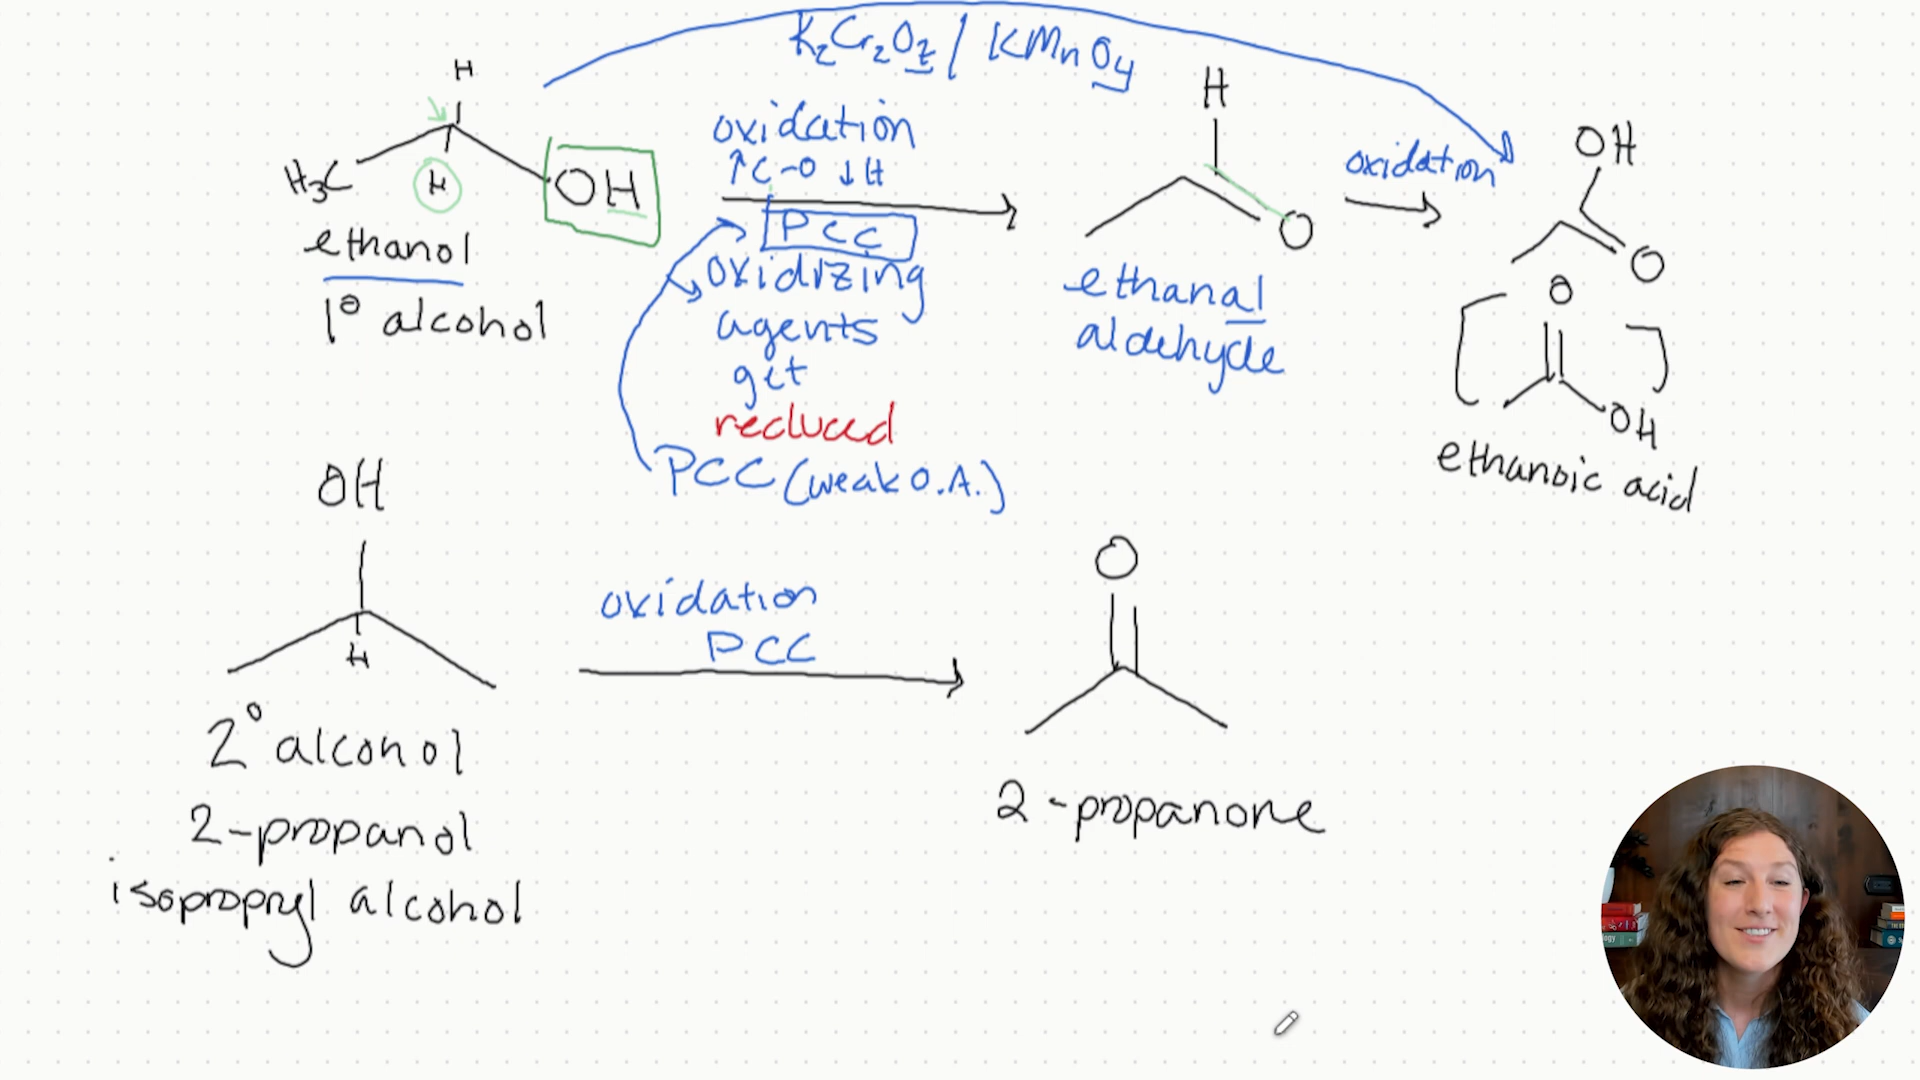 K₂Cr₂O₇ / KMnO₄
H
H₃C
H
OH
ethanol
1° alcohol
oxidation
↑C-O ↓H
PCC
oxidizing
agents
get
reduced
PCC (weak O.A.)
H
O
ethanal
aldehyde
oxidation
OH
O
O
OH
ethanoic acid
OH
H
2° alcohol
2-propanol
isopropryl alcohol
oxidation
PCC
O
2-propanone